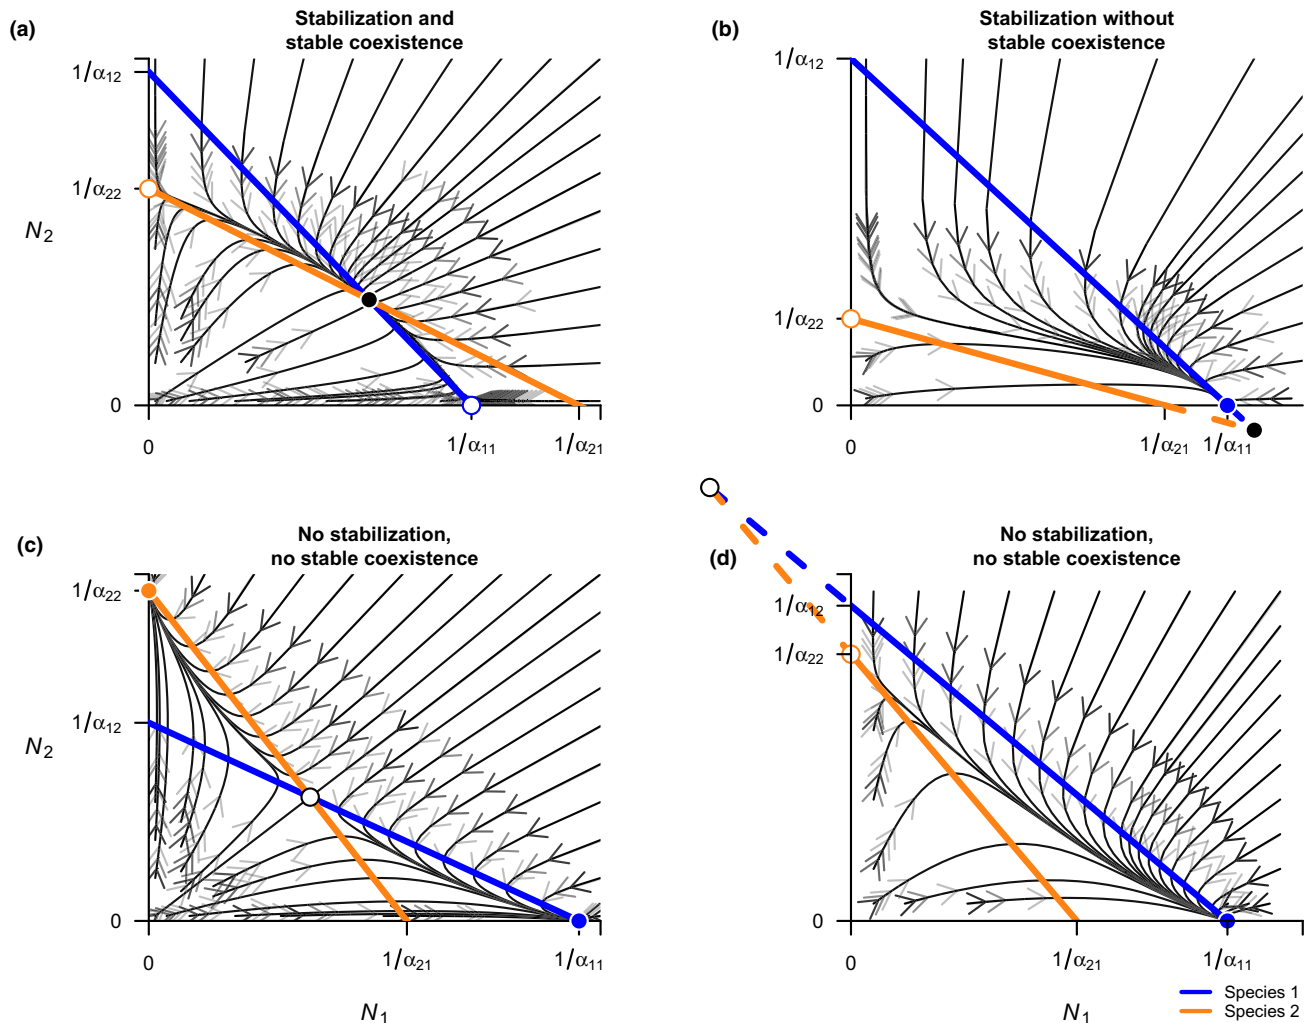 (a)
Stabilization and
stable coexistence
1/α12
1/α22
N2
0
0
1/α11
1/α21
(b)
Stabilization without
stable coexistence
1/α12
1/α22
0
0
1/α21
1/α11
(c)
No stabilization,
no stable coexistence
1/α22
1/α12
N2
0
0
1/α21
1/α11
N1
(d)
No stabilization,
no stable coexistence
1/α12
1/α22
0
0
1/α21
1/α11
N1
Species 1
Species 2